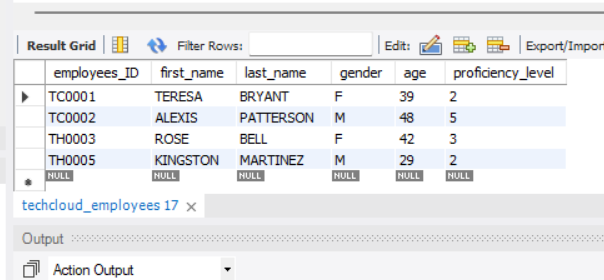 Result Grid Filter Rows: Edit: Export/Impor
employees_ID first_name last_name gender age proficiency_level
TC0001 TERESA BRYANT F 39 2
TC0002 ALEXIS PATTERSON M 48 5
TH0003 ROSE BELL F 42 3
TH0005 KINGSTON MARTINEZ M 29 2
NULL NULL NULL NULL NULL NULL
techcloud_employees 17 ×
Output
Action Output